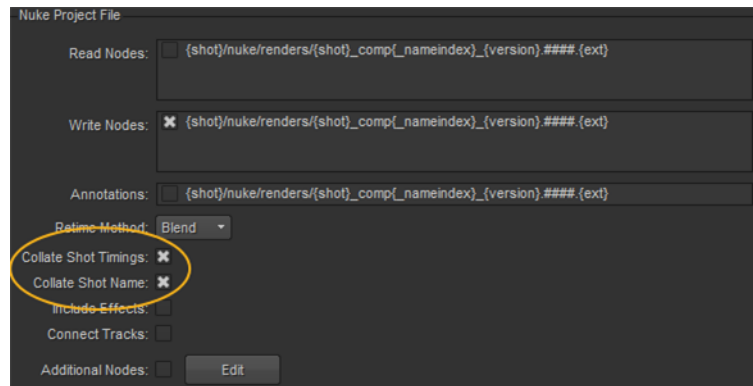 Nuke Project File
Read Nodes: {shot}/nuke/renders/{shot}_comp{_nameindex}_{version}.####.{ext}
Write Nodes: {shot}/nuke/renders/{shot}_comp{_nameindex}_{version}.####.{ext}
Annotations: {shot}/nuke/renders/{shot}_comp{_nameindex}_{version}.####.{ext}
Retime Method: Blend
Collate Shot Timings:
Collate Shot Name:
Include Effects:
Connect Tracks:
Additional Nodes: Edit